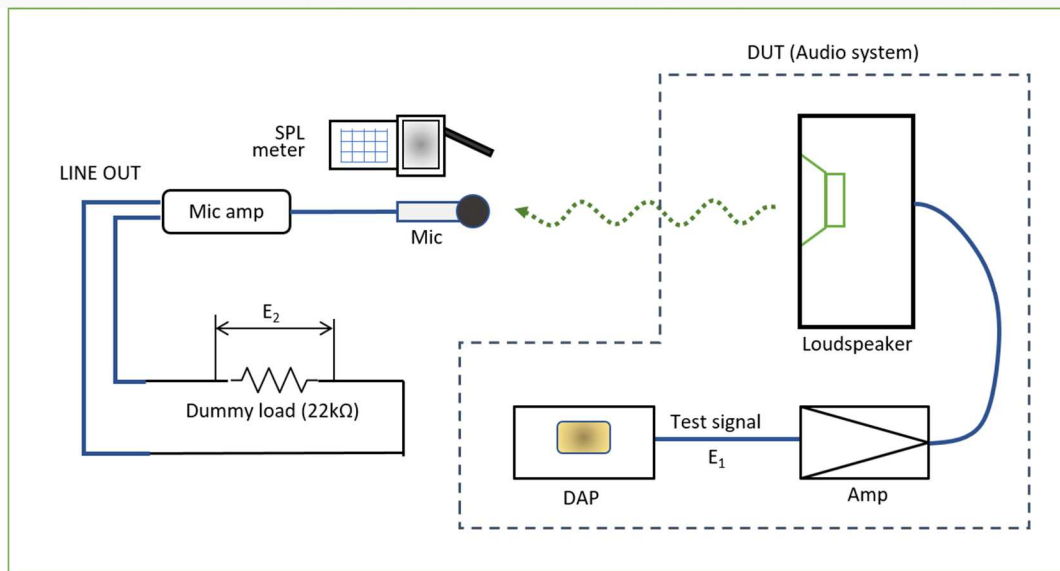 DUT (Audio system)
SPL
meter
LINE OUT
Mic amp
Mic
E₂
Loudspeaker
Dummy load (22kΩ)
Test signal
E₁
DAP
Amp